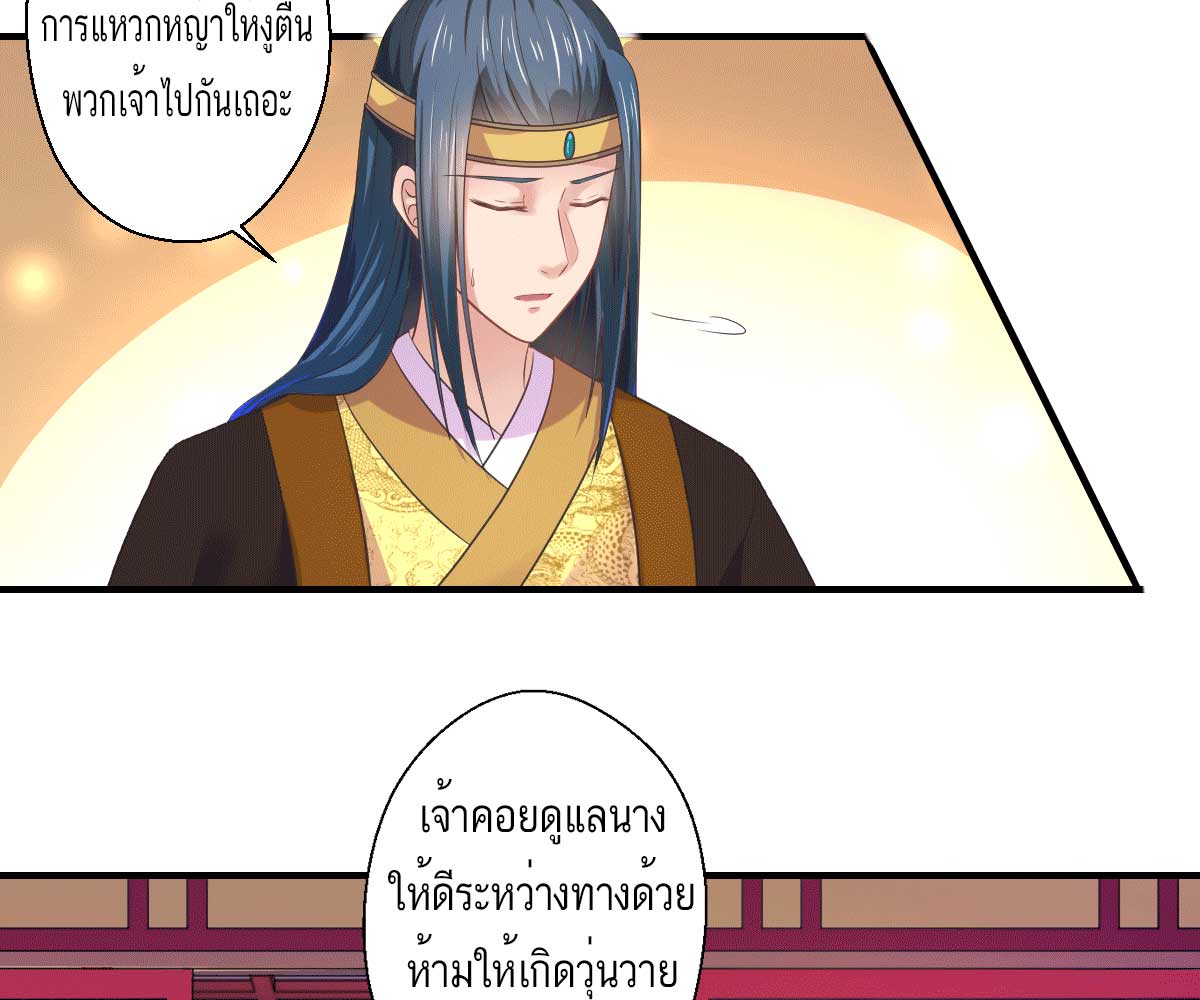 การแหวกหญ้าให้งูตื่น
พวกเจ้าไปกันเถอะ
เจ้าคอยดูแลนาง
ให้ดีระหว่างทางด้วย
ห้ามให้เกิดวุ่นวาย